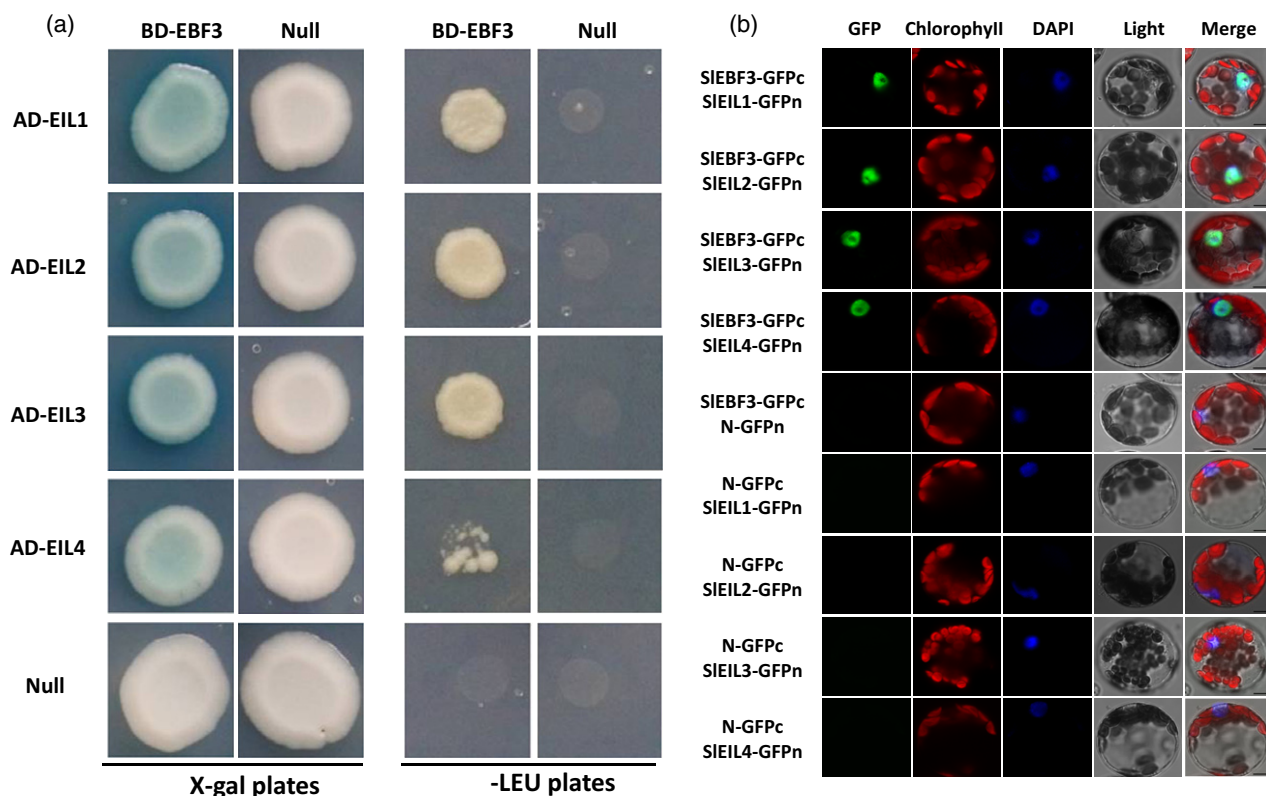 (a)
BD-EBF3 Null BD-EBF3 Null
AD-EIL1
AD-EIL2
AD-EIL3
AD-EIL4
Null
X-gal plates -LEU plates
(b)
GFP Chlorophyll DAPI Light Merge
SlEBF3-GFPc
SlEIL1-GFPn
SlEBF3-GFPc
SlEIL2-GFPn
SlEBF3-GFPc
SlEIL3-GFPn
SlEBF3-GFPc
SlEIL4-GFPn
SlEBF3-GFPc
N-GFPn
N-GFPc
SlEIL1-GFPn
N-GFPc
SlEIL2-GFPn
N-GFPc
SlEIL3-GFPn
N-GFPc
SlEIL4-GFPn